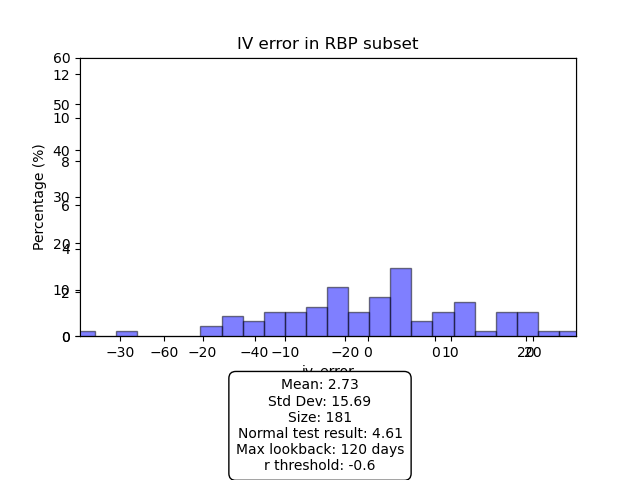 IV error in RBP subset
60
12
50
10
40
8
30
6
20
4
10
2
0
Percentage (%)
−30 −60 −20 −40 −10 −20 0 0 10 20 20
iv_error
Mean: 2.73
Std Dev: 15.69
Size: 181
Normal test result: 4.61
Max lookback: 120 days
r threshold: -0.6